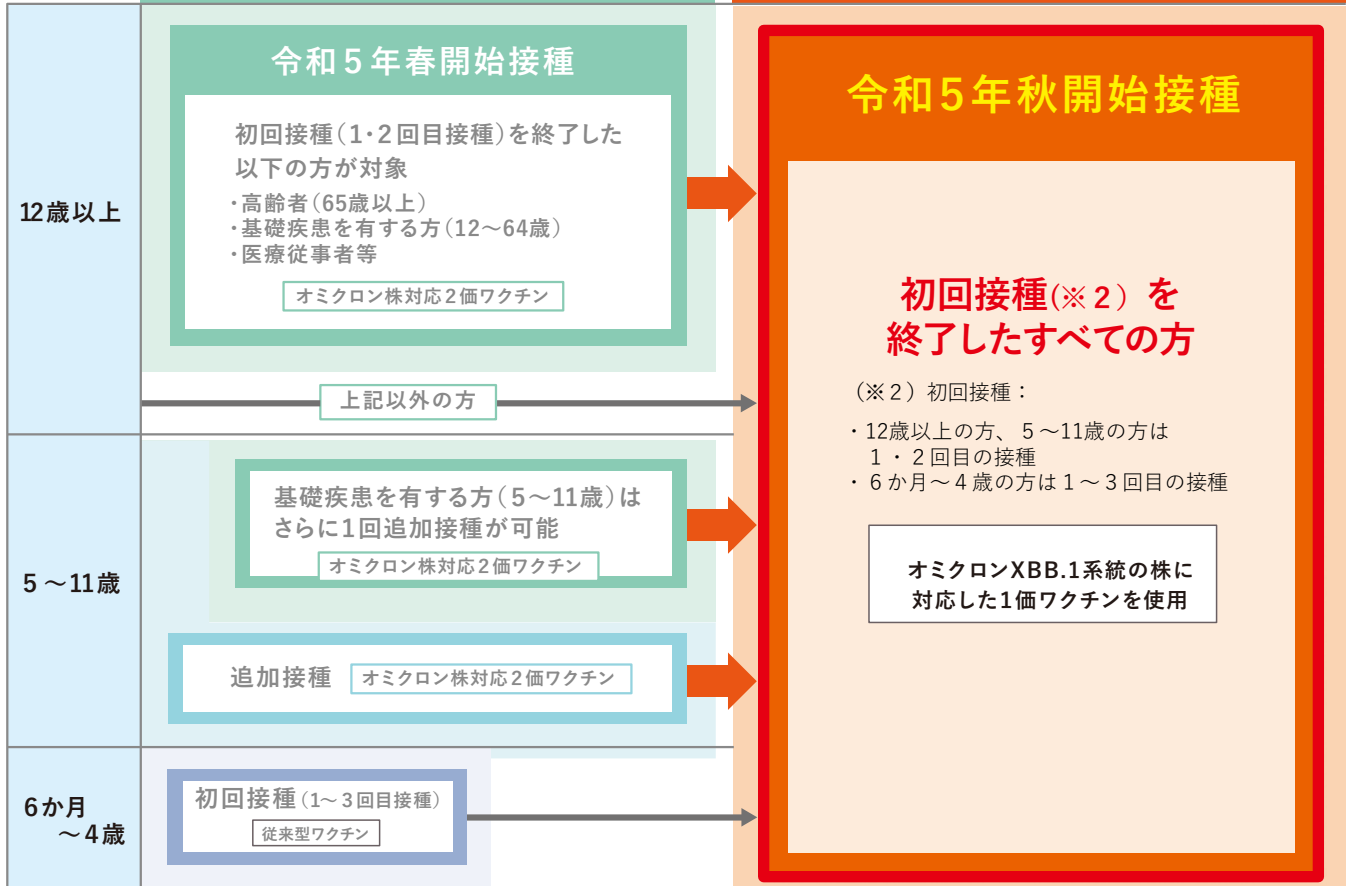 12歳以上
令和5年春開始接種
初回接種(1・2回目接種)を終了した
以下の方が対象
・高齢者(65歳以上)
・基礎疾患を有する方(12～64歳)
・医療従事者等
オミクロン株対応2価ワクチン
上記以外の方
5～11歳
基礎疾患を有する方(5～11歳)は
さらに1回追加接種が可能
オミクロン株対応2価ワクチン
追加接種 オミクロン株対応2価ワクチン
6か月
～4歳
初回接種(1～3回目接種)
従来型ワクチン
令和5年秋開始接種
初回接種(※2)を
終了したすべての方
(※2)初回接種：
・12歳以上の方、5～11歳の方は
1・2回目の接種
・6か月～4歳の方は1～3回目の接種
オミクロンXBB.1系統の株に
対応した1価ワクチンを使用